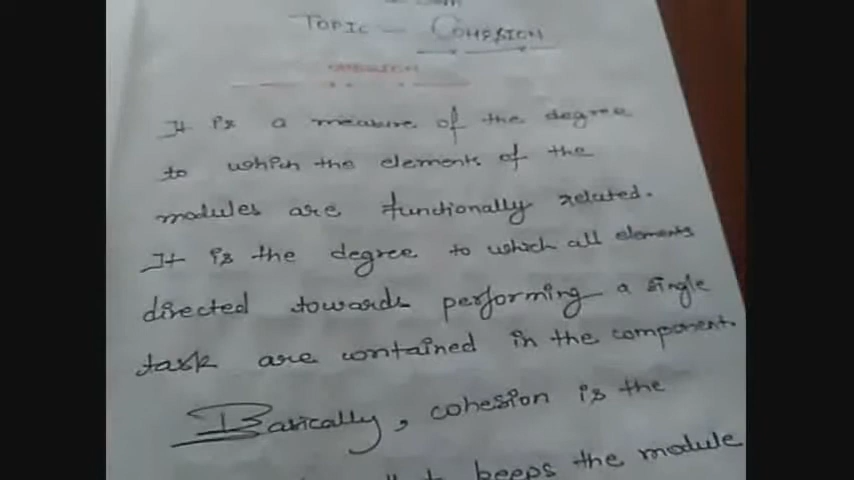 TOPIC - COHESION
It is a measure of the degree
to which the elements of the
modules are functionally related.
It is the degree to which all elements
directed towards performing a single
task are contained in the component.
Basically, cohesion is the
keeps the module